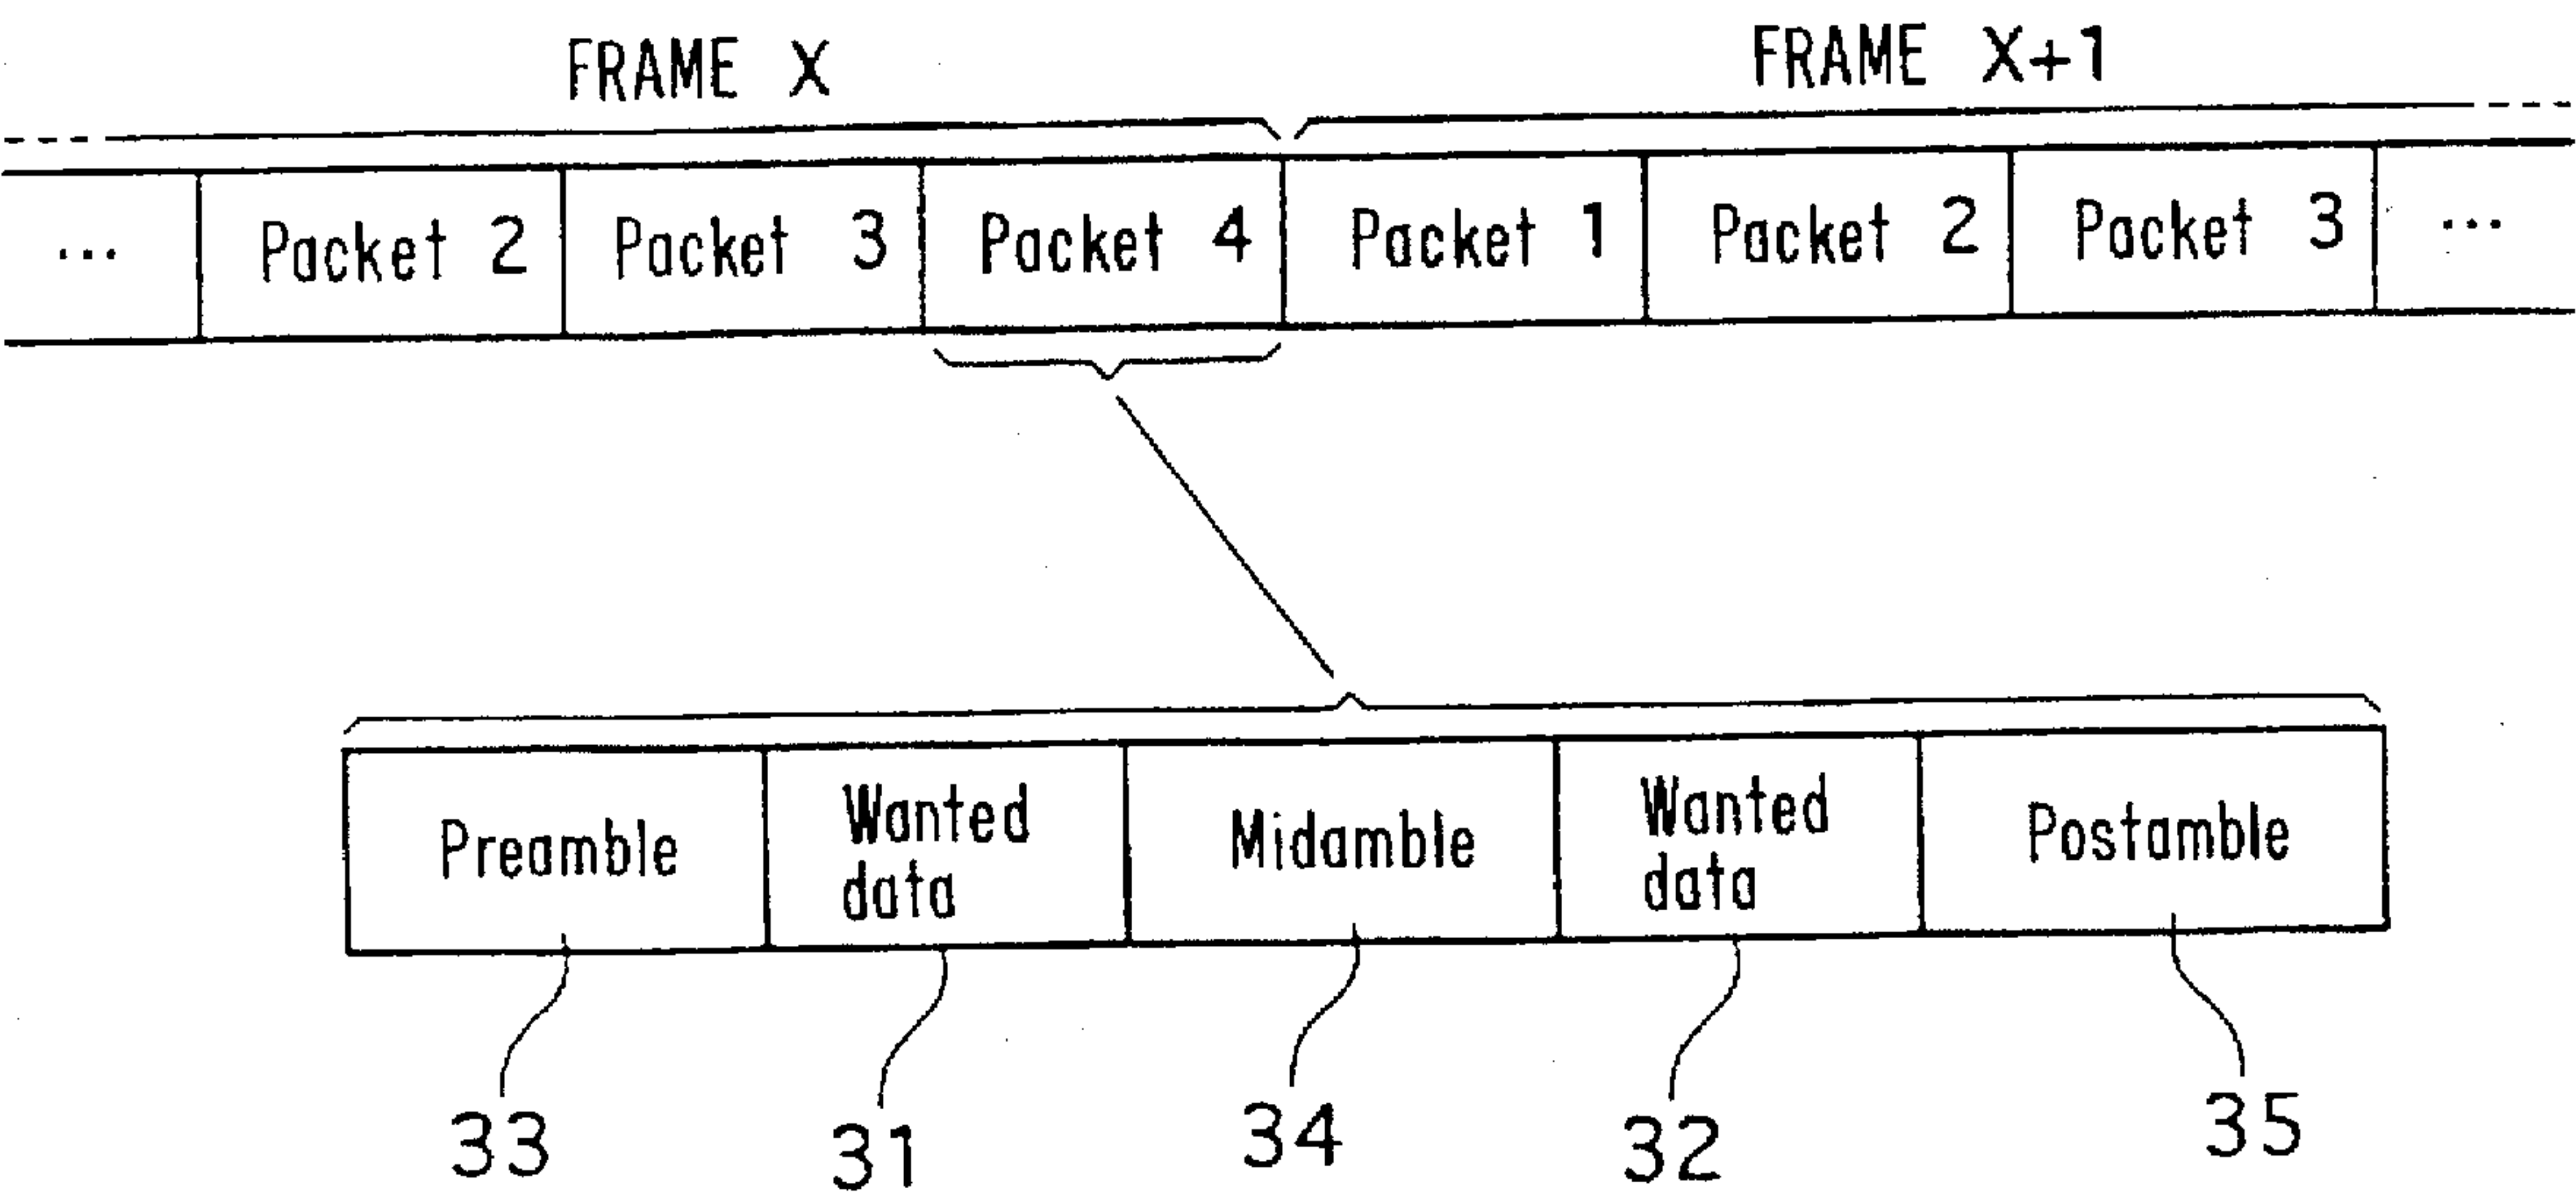 FRAME X
FRAME X+1
...
Packet 2
Packet 3
Packet 4
Packet 1
Packet 2
Packet 3
...
Preamble
Wanted
data
Midamble
Wanted
data
Postamble
33
31
34
32
35